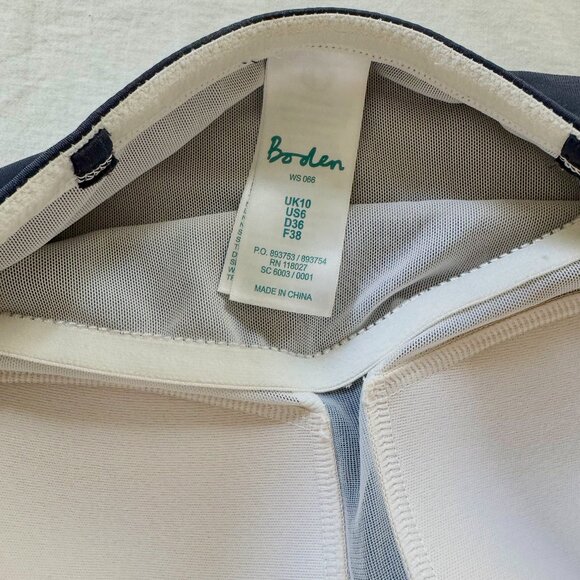 Boden
WS 068
UK10
US6
D36
F38
P.O. 893753 / 893754
RN 118027
SC 6003 / 0001
MADE IN CHINA